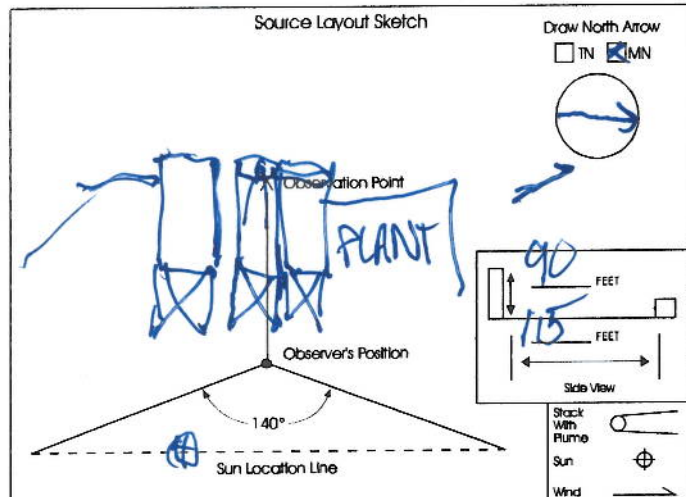 Source Layout Sketch
Draw North Arrow
TN MN
Observation Point
PLANT
90 FEET
115 FEET
Observer's Position
Side View
140°
Sun Location Line
Stack
With
Plume
Sun
Wind